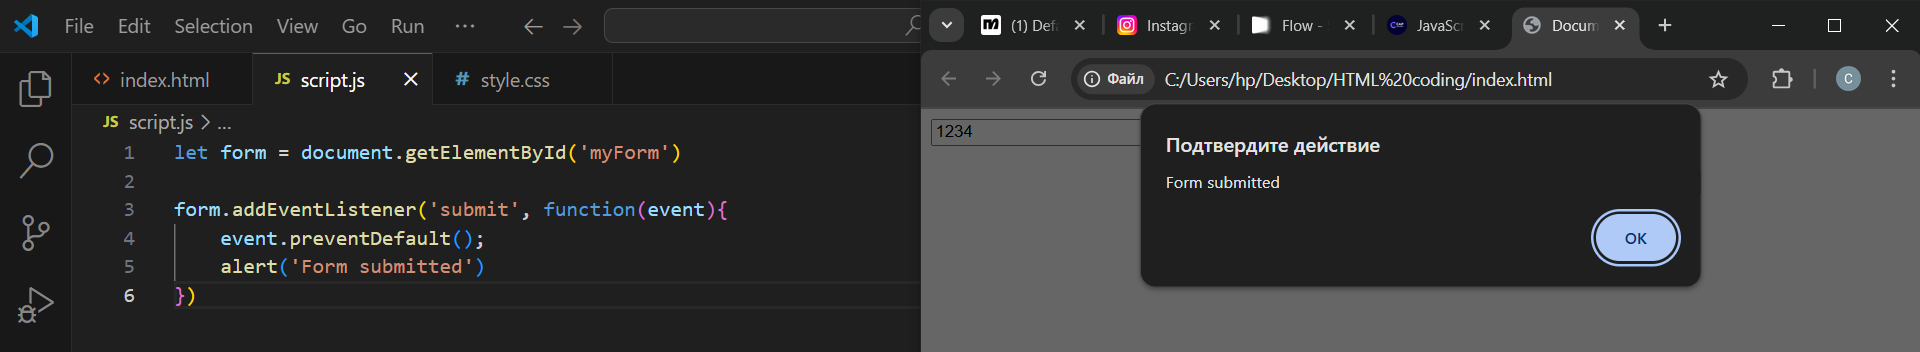 File Edit Selection View Go Run ···
index.html
JS script.js
# style.css
JS script.js > ...
1 let form = document.getElementById('myForm')
2
3 form.addEventListener('submit', function(event){
4 event.preventDefault();
5 alert('Form submitted')
6 })
(1) Defa
Instagr
Flow -
JavaScr
Docum
Файл C:/Users/hp/Desktop/HTML%20coding/index.html
C
1234
Подтвердите действие
Form submitted
OK